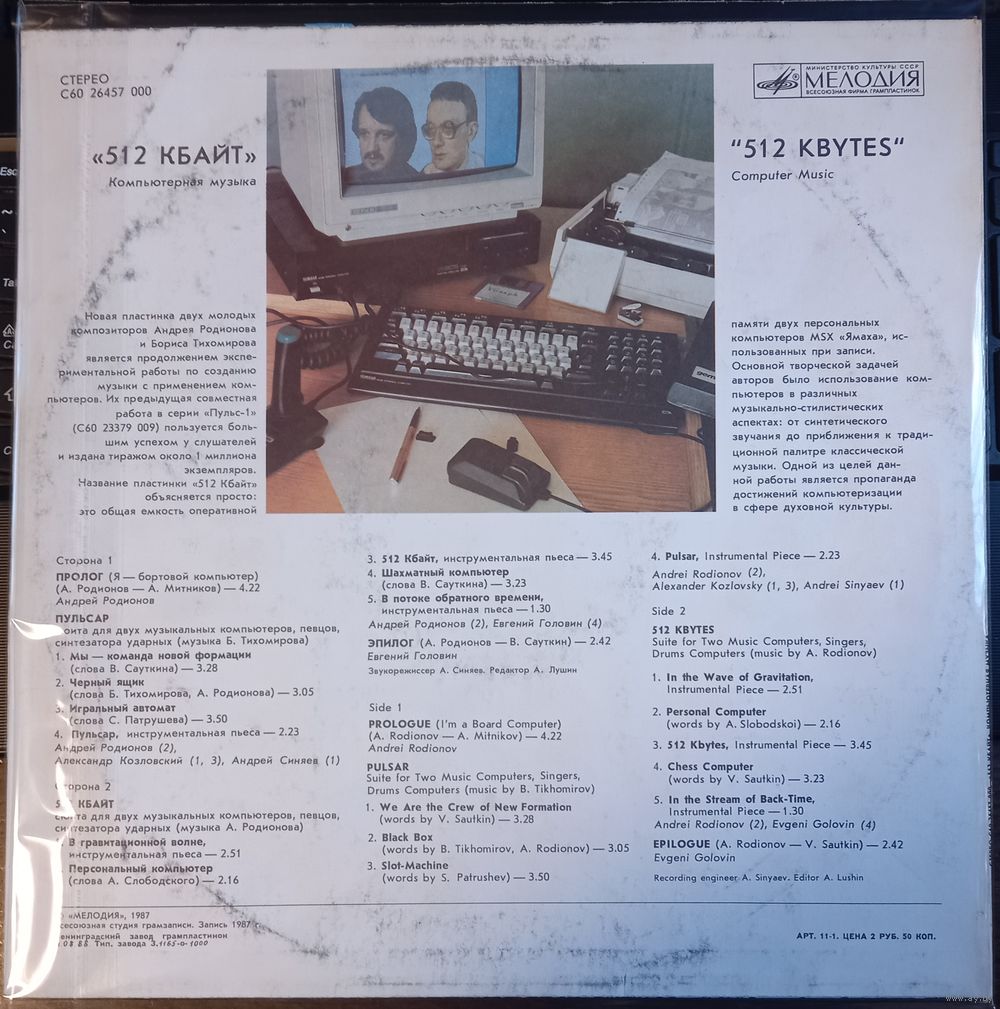 СТЕРЕО
С60 26457 000
МИНИСТЕРСТВО КУЛЬТУРЫ СССР
МЕЛОДИЯ
ВСЕСОЮЗНАЯ ФИРМА ГРАМПЛАСТИНОК
«512 КБАЙТ»
Компьютерная музыка
"512 KBYTES"
Computer Music
Новая пластинка двух молодых
композиторов Андрея Родионова
и Бориса Тихомирова
является продолжением экспе-
риментальной работы по созданию
музыки с применением ком-
пьютеров. Их предыдущая совместная
работа в серии «Пульс-1»
(С60 23379 009) пользуется боль-
шим успехом у слушателей
и издана тиражом около 1 миллиона
экземпляров.
Название пластинки «512 Кбайт»
объясняется просто:
это общая емкость оперативной
памяти двух персональных
компьютеров MSX «Ямаха», ис-
пользованных при записи.
Основной творческой задачей
авторов было использование ком-
пьютеров в различных
музыкально-стилистических
аспектах: от синтетического
звучания до приближения к тради-
ционной палитре классической
музыки. Одной из целей дан-
ной работы является пропаганда
достижений компьютеризации
в сфере духовной культуры.
Сторона 1
ПРОЛОГ (Я — бортовой компьютер)
(А. Родионов — А. Митников) — 4.22
Андрей Родионов
ПУЛЬСАР
сюита для двух музыкальных компьютеров, певцов,
синтезатора ударных (музыка Б. Тихомирова)
1. Мы — команда новой формации
(слова В. Сауткина) — 3.28
2. Черный ящик
(слова Б. Тихомирова, А. Родионова) — 3.05
3. Игральный автомат
(слова С. Патрушева) — 3.50
4. Пульсар, инструментальная пьеса — 2.23
Андрей Родионов (2),
Александр Козловский (1, 3), Андрей Синяев (1)
Сторона 2
512 КБАЙТ
сюита для двух музыкальных компьютеров, певцов,
синтезатора ударных (музыка А. Родионова)
В гравитационной волне,
инструментальная пьеса — 2.51
Персональный компьютер
(слова А. Слободского) — 2.16
3. 512 Кбайт, инструментальная пьеса — 3.45
4. Шахматный компьютер
(слова В. Сауткина) — 3.23
5. В потоке обратного времени,
инструментальная пьеса — 1.30
Андрей Родионов (2), Евгений Головин (4)
ЭПИЛОГ (А. Родионов — В. Сауткин) — 2.42
Евгений Головин
Звукорежиссер А. Синяев. Редактор А. Лушин
Side 1
PROLOGUE (I'm a Board Computer)
(A. Rodionov — A. Mitnikov) — 4.22
Andrei Rodionov
PULSAR
Suite for Two Music Computers, Singers,
Drums Computers (music by B. Tikhomirov)
1. We Are the Crew of New Formation
(words by V. Sautkin) — 3.28
2. Black Box
(words by B. Tikhomirov, A. Rodionov) — 3.05
3. Slot-Machine
(words by S. Patrushev) — 3.50
4. Pulsar, Instrumental Piece — 2.23
Andrei Rodionov (2),
Alexander Kozlovsky (1, 3), Andrei Sinyaev (1)
Side 2
512 KBYTES
Suite for Two Music Computers, Singers,
Drums Computers (music by A. Rodionov)
1. In the Wave of Gravitation,
Instrumental Piece — 2.51
2. Personal Computer
(words by A. Slobodskoi) — 2.16
3. 512 Kbytes, Instrumental Piece — 3.45
4. Chess Computer
(words by V. Sautkin) — 3.23
5. In the Stream of Back-Time,
Instrumental Piece — 1.30
Andrei Rodionov (2), Evgeni Golovin (4)
EPILOGUE (A. Rodionov — V. Sautkin) — 2.42
Evgeni Golovin
Recording engineer A. Sinyaev. Editor A. Lushin
«МЕЛОДИЯ», 1987
студия грамзаписи. Запись 1987 г.
завод грампластинок
Тип. завода З.1165-0-1000
АРТ. 11-1. ЦЕНА 2 РУБ. 50 КОП.
www.ay.by